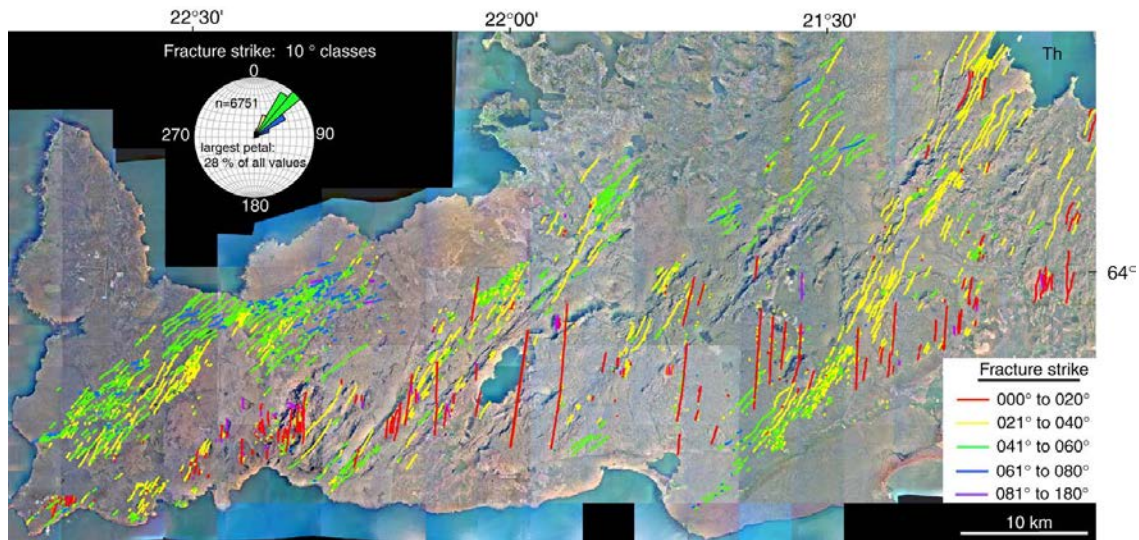 22°30' 22°00' 21°30'
Fracture strike: 10 ° classes
0
n=6751
270 90
largest petal:
28 % of all values
180
Th
64°
Fracture strike
000° to 020°
021° to 040°
041° to 060°
061° to 080°
081° to 180°
10 km